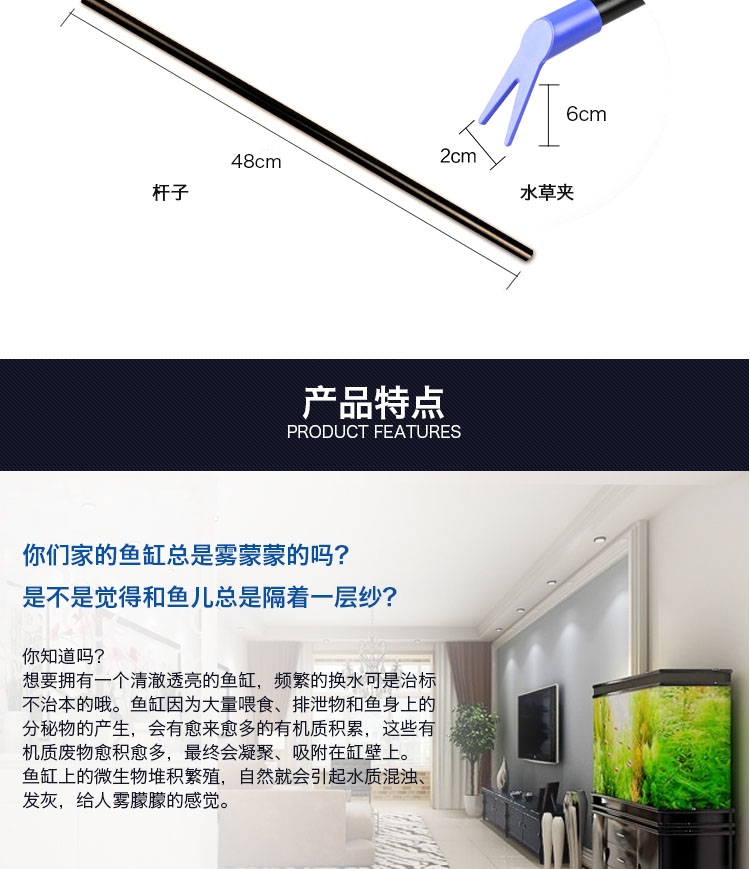 6cm
2cm
48cm
杆子
水草夹
产品特点
PRODUCT FEATURES
你们家的鱼缸总是雾蒙蒙的吗？
是不是觉得和鱼儿总是隔着一层纱？
你知道吗？
想要拥有一个清澈透亮的鱼缸，频繁的换水可是治标
不治本的哦。鱼缸因为大量喂食、排泄物和鱼身上的
分秘物的产生，会有愈来愈多的有机质积累，这些有
机质废物愈积愈多，最终会凝聚、吸附在缸壁上。
鱼缸上的微生物堆积繁殖，自然就会引起水质混浊、
发灰，给人雾朦朦的感觉。